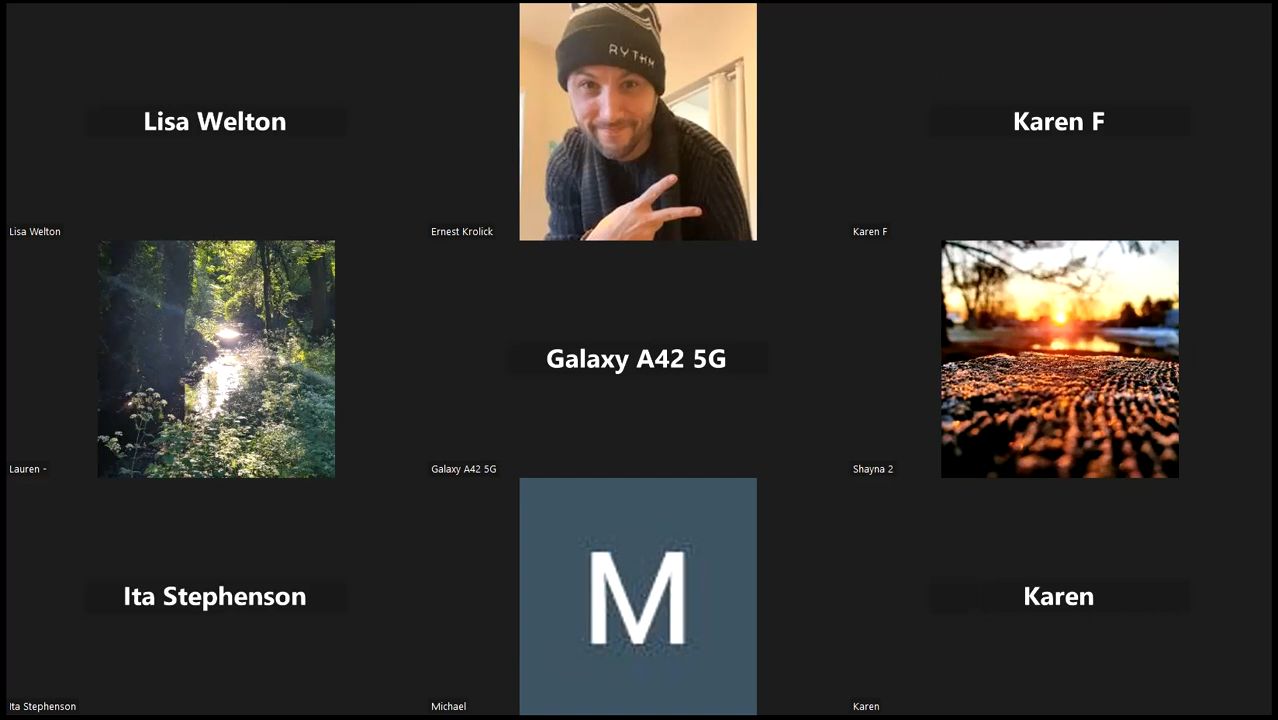 Lisa Welton
Lisa Welton
RYTHM
Ernest Krolick
Karen F
Karen F
Lauren -
Galaxy A42 5G
Galaxy A42 5G
Shayna 2
Ita Stephenson
Ita Stephenson
M
Michael
Karen
Karen